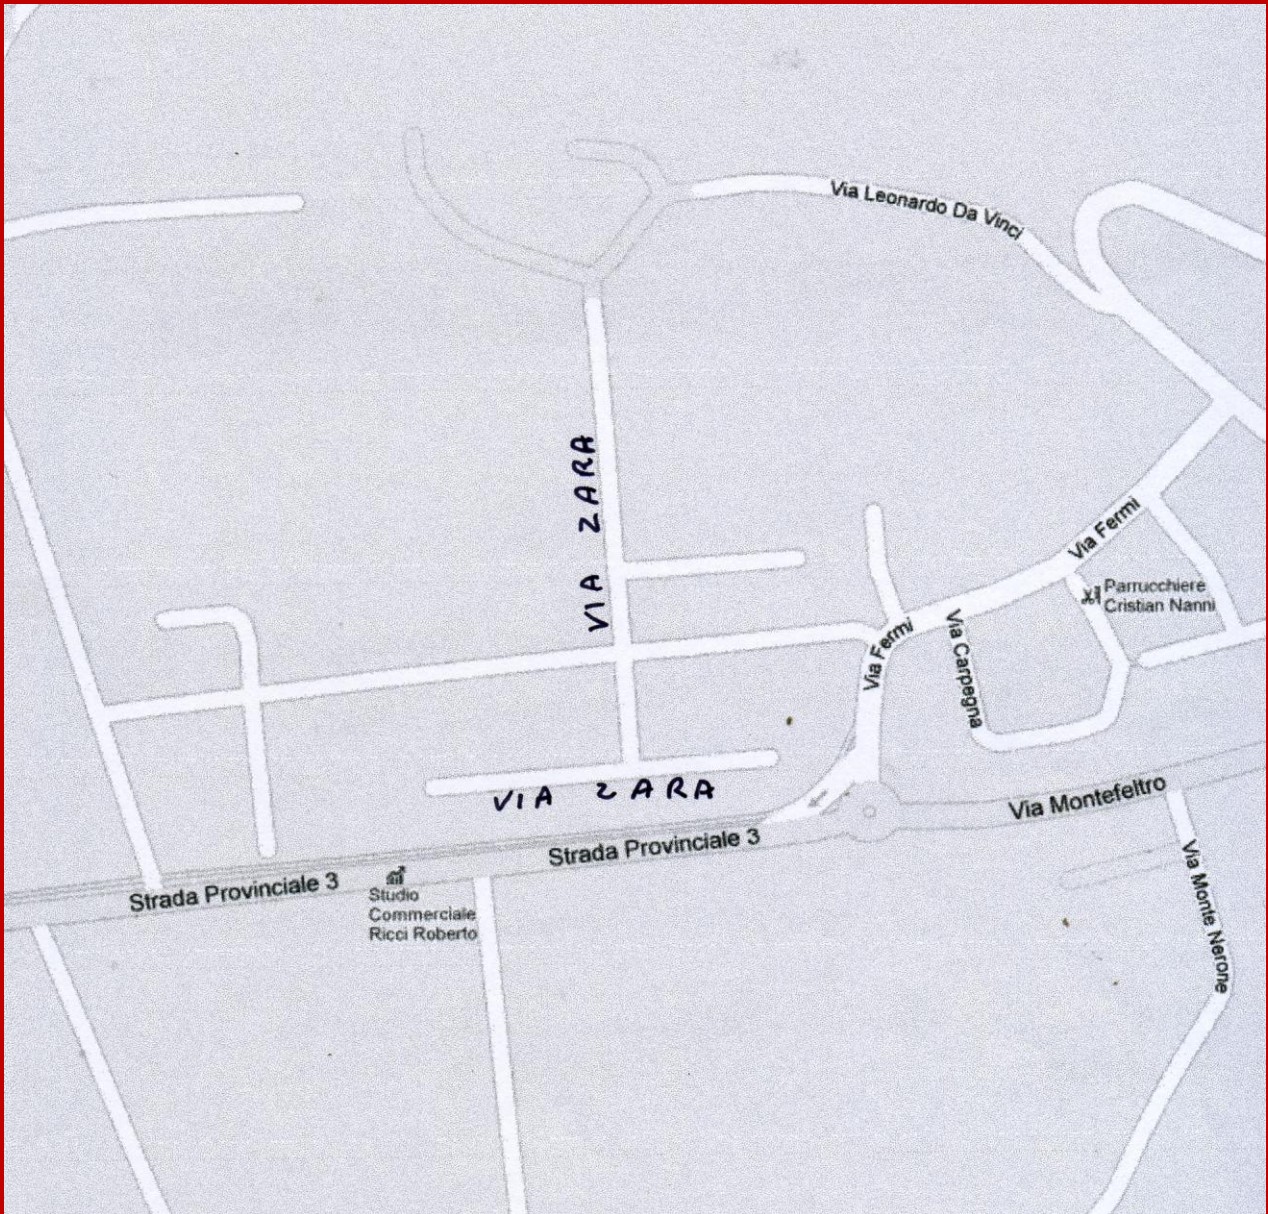 Via Leonardo Da Vinci
VIA ZARA
Via Fermi
Parrucchiere
Cristian Nanni
Via Fermi
Via Carpegna
VIA ZARA
Via Montefeltro
Strada Provinciale 3
Strada Provinciale 3
Studio
Commerciale
Ricci Roberto
Via Monte Nerone